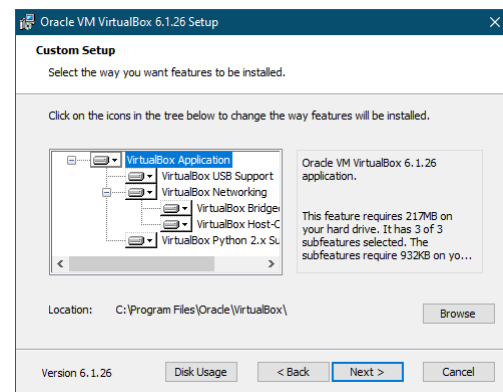 Oracle VM VirtualBox 6.1.26 Setup
Custom Setup
Select the way you want features to be installed.
Click on the icons in the tree below to change the way features will be installed.
VirtualBox Application
VirtualBox USB Support
VirtualBox Networking
VirtualBox Bridge
VirtualBox Host-C
VirtualBox Python 2.x Su
Oracle VM VirtualBox 6.1.26
application.
This feature requires 217MB on
your hard drive. It has 3 of 3
subfeatures selected. The
subfeatures require 932KB on yo...
Location:
C:\Program Files\Oracle\VirtualBox\
Browse
Version 6.1.26
Disk Usage
< Back
Next >
Cancel